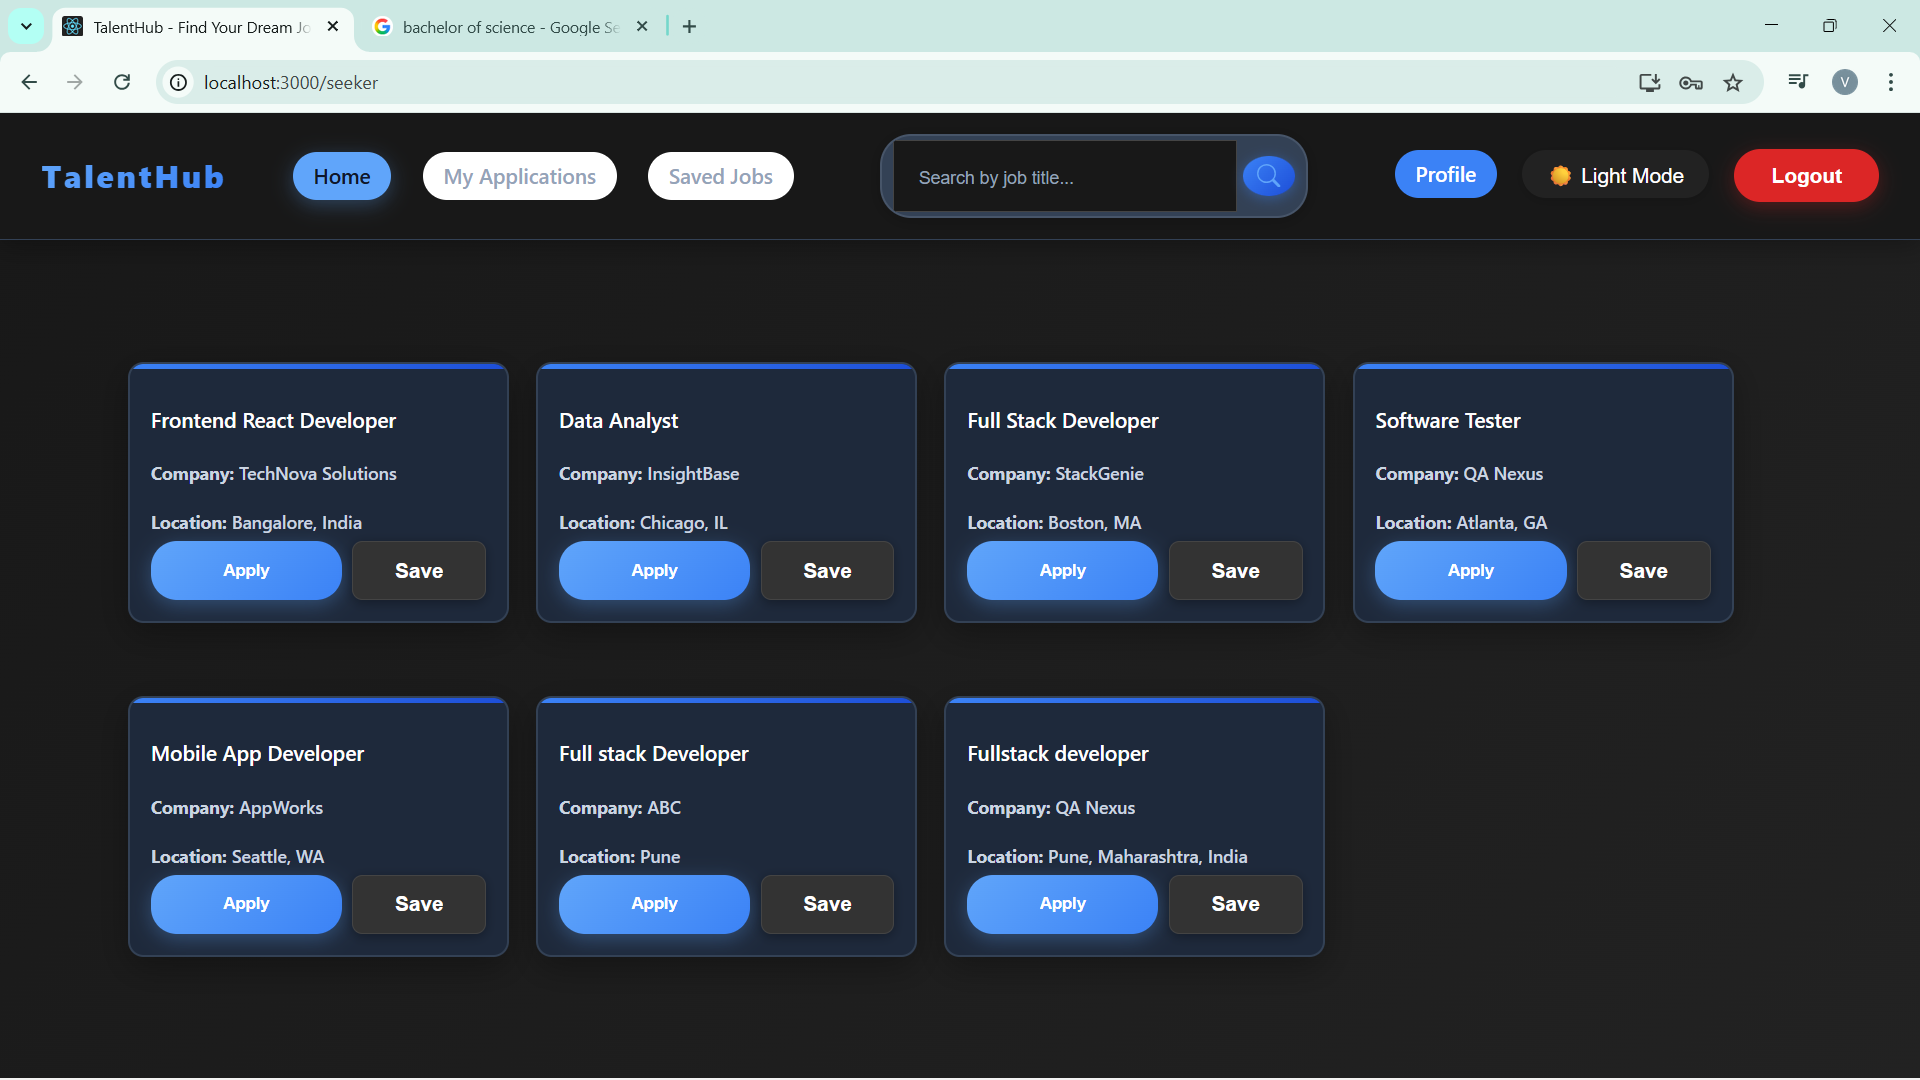 TalentHub - Find Your Dream Jo
bachelor of science - Google Se
localhost:3000/seeker
V
TalentHub
Home
My Applications
Saved Jobs
Search by job title...
Profile
Light Mode
Logout
Frontend React Developer
Company: TechNova Solutions
Location: Bangalore, India
Apply
Save
Data Analyst
Company: InsightBase
Location: Chicago, IL
Apply
Save
Full Stack Developer
Company: StackGenie
Location: Boston, MA
Apply
Save
Software Tester
Company: QA Nexus
Location: Atlanta, GA
Apply
Save
Mobile App Developer
Company: AppWorks
Location: Seattle, WA
Apply
Save
Full stack Developer
Company: ABC
Location: Pune
Apply
Save
Fullstack developer
Company: QA Nexus
Location: Pune, Maharashtra, India
Apply
Save